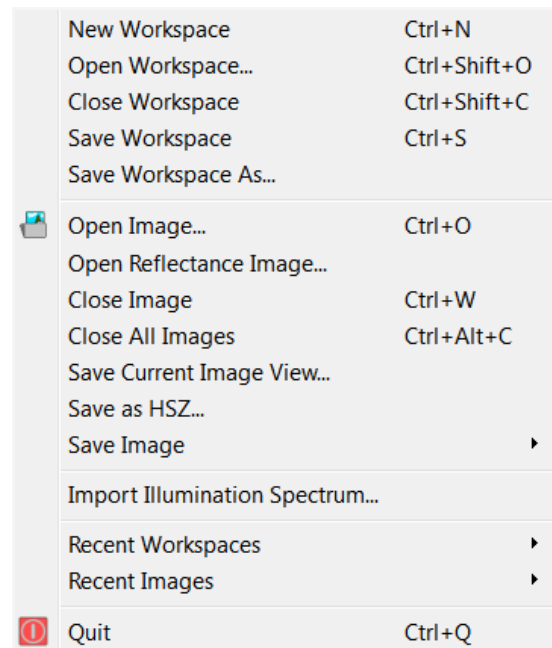 New Workspace Ctrl+N
Open Workspace... Ctrl+Shift+O
Close Workspace Ctrl+Shift+C
Save Workspace Ctrl+S
Save Workspace As...
Open Image... Ctrl+O
Open Reflectance Image...
Close Image Ctrl+W
Close All Images Ctrl+Alt+C
Save Current Image View...
Save as HSZ...
Save Image
Import Illumination Spectrum...
Recent Workspaces
Recent Images
Quit Ctrl+Q